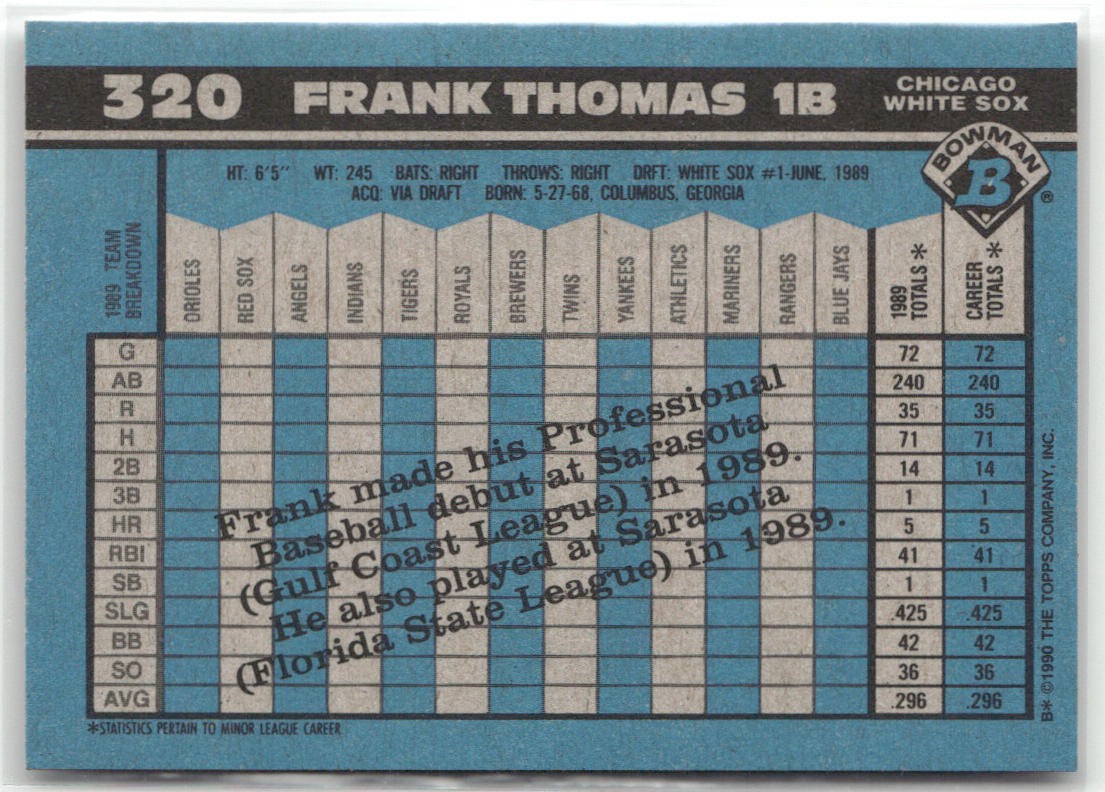 320 FRANK THOMAS 1B CHICAGO
WHITE SOX
BOWMAN
B
®
HT: 6'5" WT: 245 BATS: RIGHT THROWS: RIGHT DRFT: WHITE SOX #1-JUNE, 1989
ACQ: VIA DRAFT BORN: 5-27-68, COLUMBUS, GEORGIA
1989 TEAM
BREAKDOWN
ORIOLES
RED SOX
ANGELS
INDIANS
TIGERS
ROYALS
BREWERS
TWINS
YANKEES
ATHLETICS
MARINERS
RANGERS
BLUE JAYS
1989
TOTALS *
CAREER
TOTALS *
G 72 72
AB 240 240
R 35 35
H 71 71
2B 14 14
3B 1 1
HR 5 5
RBI 41 41
SB 1 1
SLG .425 .425
BB 42 42
SO 36 36
AVG .296 .296
Frank made his Professional
Baseball debut at Sarasota
(Gulf Coast League) in 1989.
He also played at Sarasota
(Florida State League) in 1989.
*STATISTICS PERTAIN TO MINOR LEAGUE CAREER
B* ©1990 THE TOPPS COMPANY, INC.